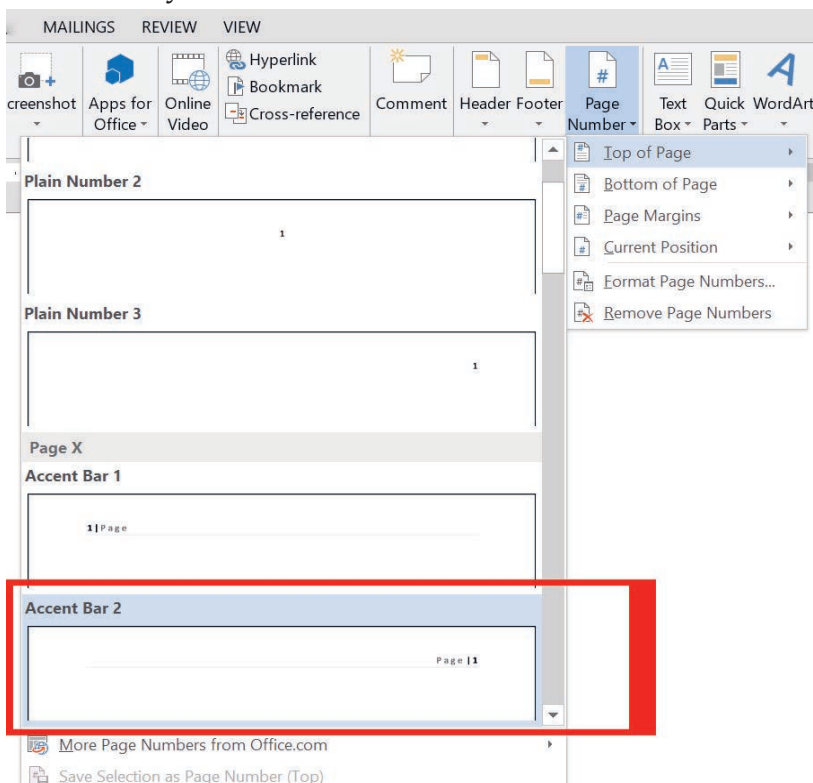 MAILINGS REVIEW VIEW
creenshot
Apps for Office
Online Video
Hyperlink
Bookmark
Cross-reference
Comment
Header
Footer
Page Number
#
Text Box
A
Quick Parts
WordArt
A
Top of Page
Bottom of Page
Page Margins
Current Position
Format Page Numbers...
Remove Page Numbers
Plain Number 2
1
Plain Number 3
1
Page X
Accent Bar 1
1|Page
Accent Bar 2
Page |1
More Page Numbers from Office.com
Save Selection as Page Number (Top)